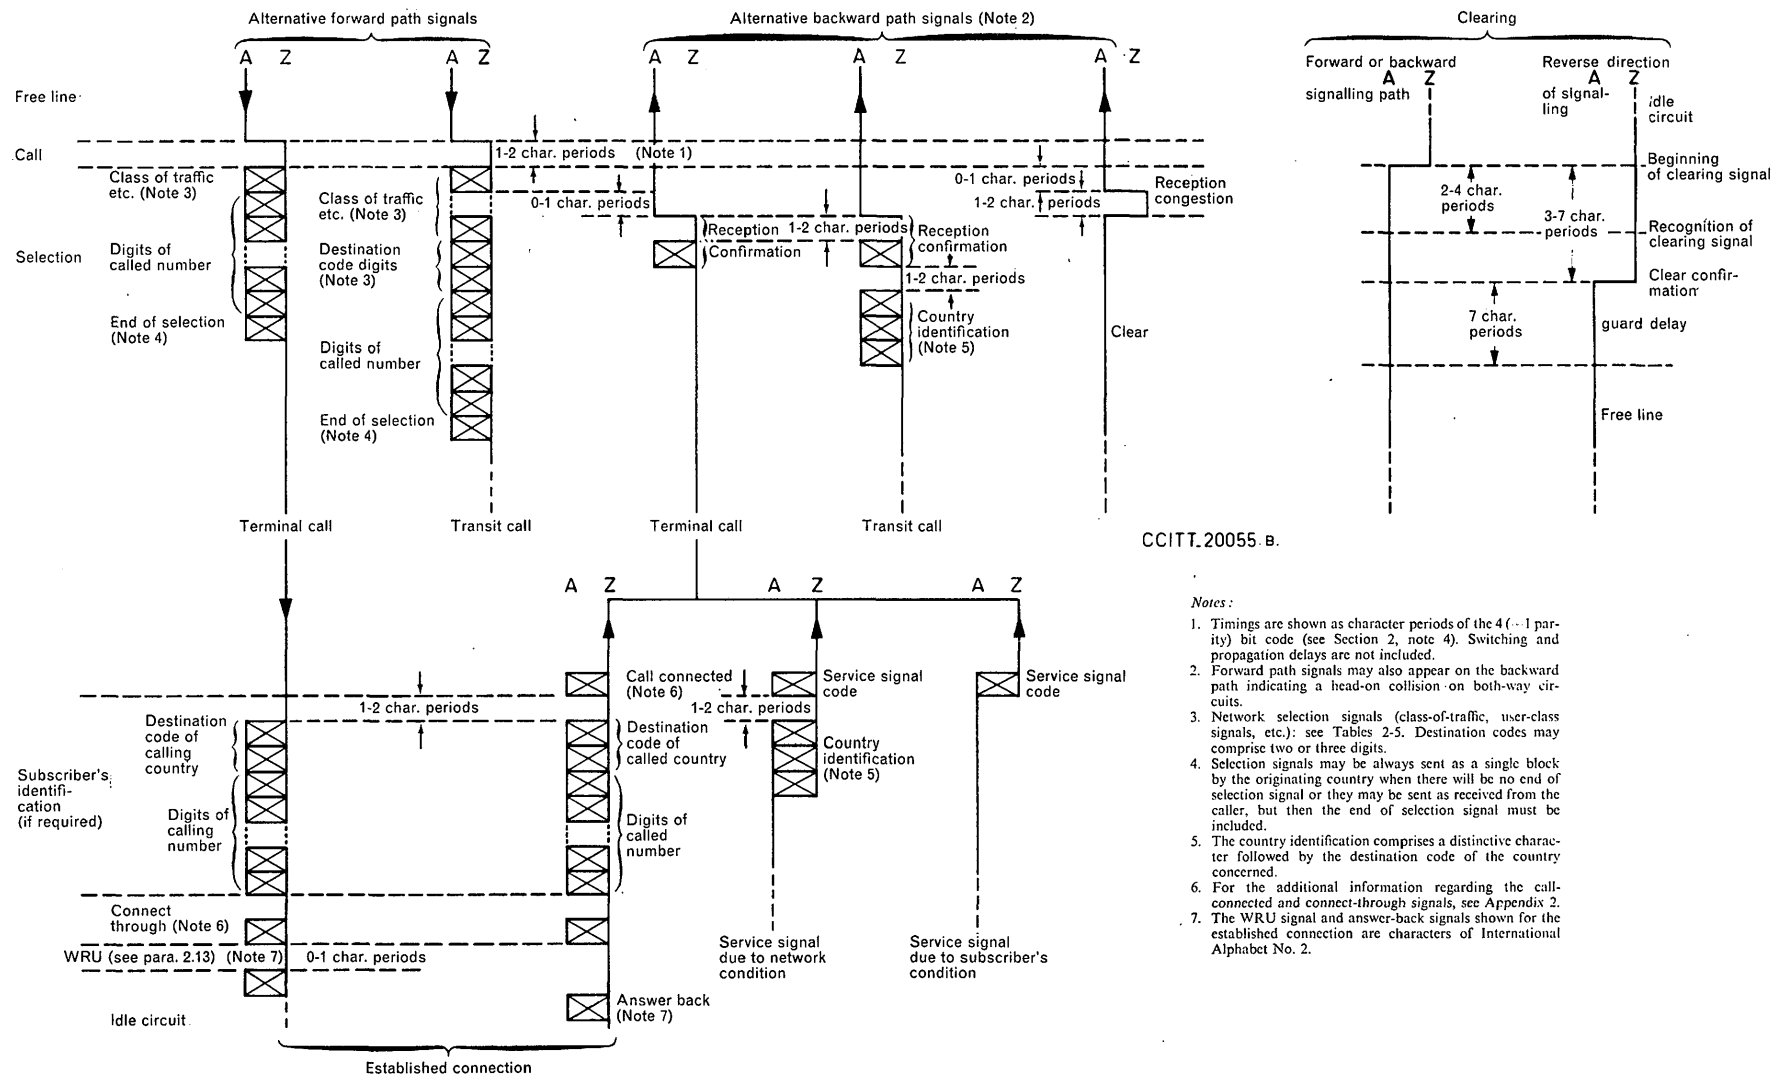 Alternative forward path signals
Alternative backward path signals (Note 2)
Clearing
A Z
A Z
A Z
A Z
A Z
Forward or backward
A Z
signalling path
Reverse direction
A Z
of signal-
ling
Idle
circuit
Free line
Call
1-2 char. periods (Note 1)
Class of traffic
etc. (Note 3)
Class of traffic
etc. (Note 3)
0-1 char. periods
0-1 char. periods
1-2 char. periods
Reception
congestion
Beginning
of clearing signal
2-4 char.
periods
3-7 char.
periods
Recognition of
clearing signal
Selection
Digits of
called number
Destination
code digits
(Note 3)
Reception
Confirmation
1-2 char. periods
Reception
confirmation
1-2 char. periods
Clear confir-
mation
End of selection
(Note 4)
Digits of
called number
Country
identification
(Note 5)
Clear
7 char.
periods
guard delay
End of selection
(Note 4)
Free line
Terminal call
Transit call
Terminal call
Transit call
CCITT_20055 B.
A Z
A Z
A Z
Call connected
(Note 6)
Service signal
code
Service signal
code
1-2 char. periods
1-2 char. periods
Destination
code of
calling
country
Destination
code of
called country
Country
identification
(Note 5)
Subscriber's
identifi-
cation
(if required)
Digits of
calling
number
Digits of
called
number
Connect
through (Note 6)
WRU (see para. 2.13) (Note 7)
0-1 char. periods
Service signal
due to network
condition
Service signal
due to subscriber's
condition
Answer back
(Note 7)
Idle circuit
Established connection
Notes :
1. Timings are shown as character periods of the 4 ( 1 par-
ity) bit code (see Section 2, note 4). Switching and
propagation delays are not included.
2. Forward path signals may also appear on the backward
path indicating a head-on collision on both-way cir-
cuits.
3. Network selection signals (class-of-traffic, user-class
signals, etc.): see Tables 2-5. Destination codes may
comprise two or three digits.
4. Selection signals may be always sent as a single block
by the originating country when there will be no end of
selection signal or they may be sent as received from the
caller, but then the end of selection signal must be
included.
5. The country identification comprises a distinctive charac-
ter followed by the destination code of the country
concerned.
6. For the additional information regarding the call-
connected and connect-through signals, see Appendix 2.
7. The WRU signal and answer-back signals shown for the
established connection are characters of International
Alphabet No. 2.